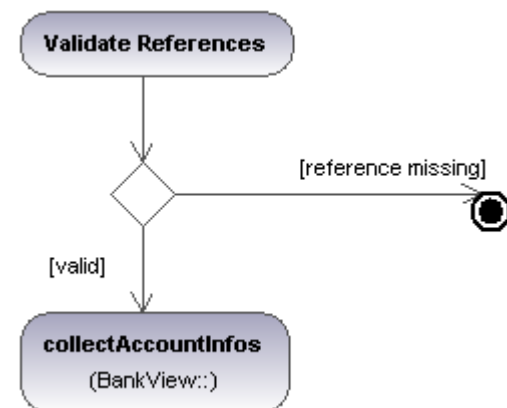 Validate References
[reference missing]
[valid]
collectAccountInfos
(BankView::)